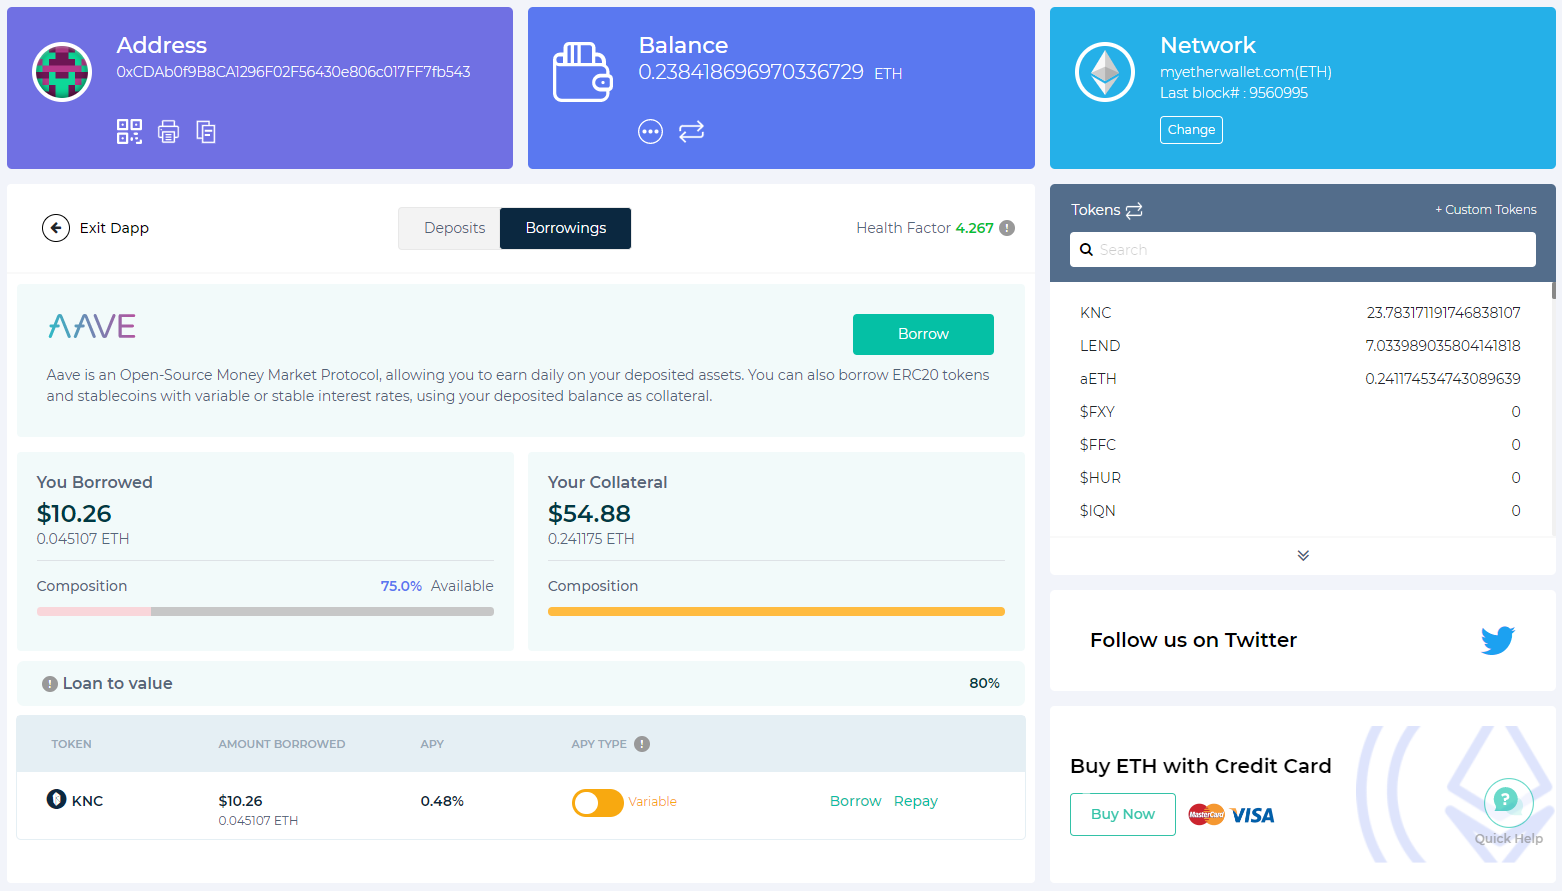 Address
0xCDAb0f9B8CA1296F02F56430e806c017FF7fb543
Balance
0.238418696970336729 ETH
Network
myetherwallet.com(ETH)
Last block# : 9560995
Change
Exit Dapp
Deposits
Borrowings
Health Factor 4.267
AAVE
Borrow
Aave is an Open-Source Money Market Protocol, allowing you to earn daily on your deposited assets. You can also borrow ERC20 tokens
and stablecoins with variable or stable interest rates, using your deposited balance as collateral.
You Borrowed
$10.26
0.045107 ETH
Composition 75.0% Available
Your Collateral
$54.88
0.241175 ETH
Composition
Loan to value 80%
TOKEN AMOUNT BORROWED APY APY TYPE
KNC $10.26 0.48% Variable Borrow Repay
0.045107 ETH
Tokens
+ Custom Tokens
Search
KNC 23.783171191746838107
LEND 7.033989035804141818
aETH 0.241174534743089639
$FXY 0
$FFC 0
$HUR 0
$IQN 0
Follow us on Twitter
Buy ETH with Credit Card
Buy Now
MasterCard
VISA
?
Quick Help